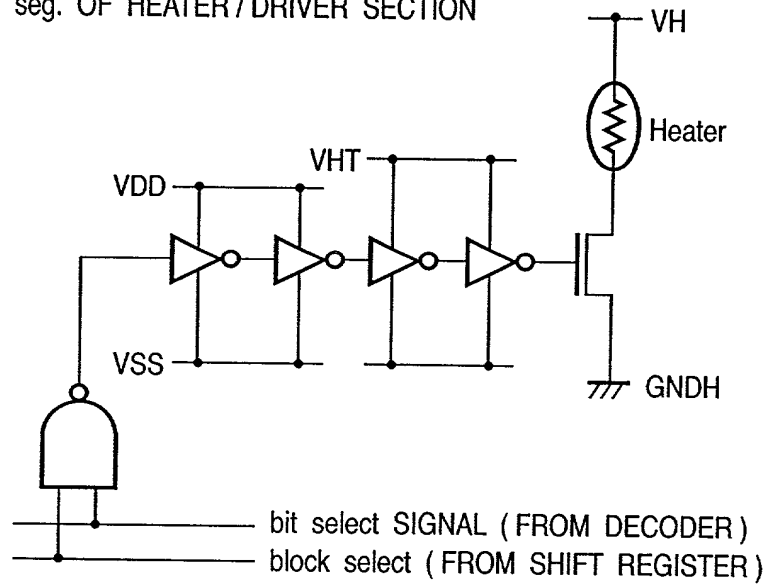 seg. OF HEATER / DRIVER SECTION
VH
Heater
VHT
VDD
VSS
GNDH
bit select SIGNAL ( FROM DECODER )
block select ( FROM SHIFT REGISTER )